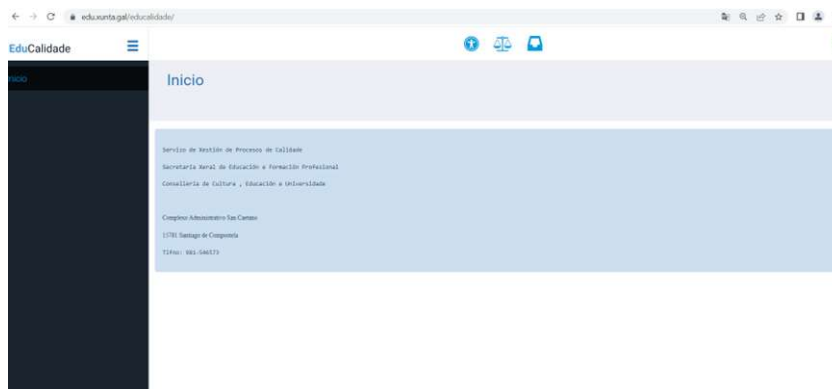 edu.xunta.gal/educalidade/
EduCalidade
Inicio
Inicio
Servizo de Xestión de Procesos de Calidade
Secretaría Xeral de Educación e Formación Profesional
Consellería de Cultura , Educación e Universidade
Complexo Administrativo San Caetano
15781 Santiago de Compostela
Tlfno: 881-546573